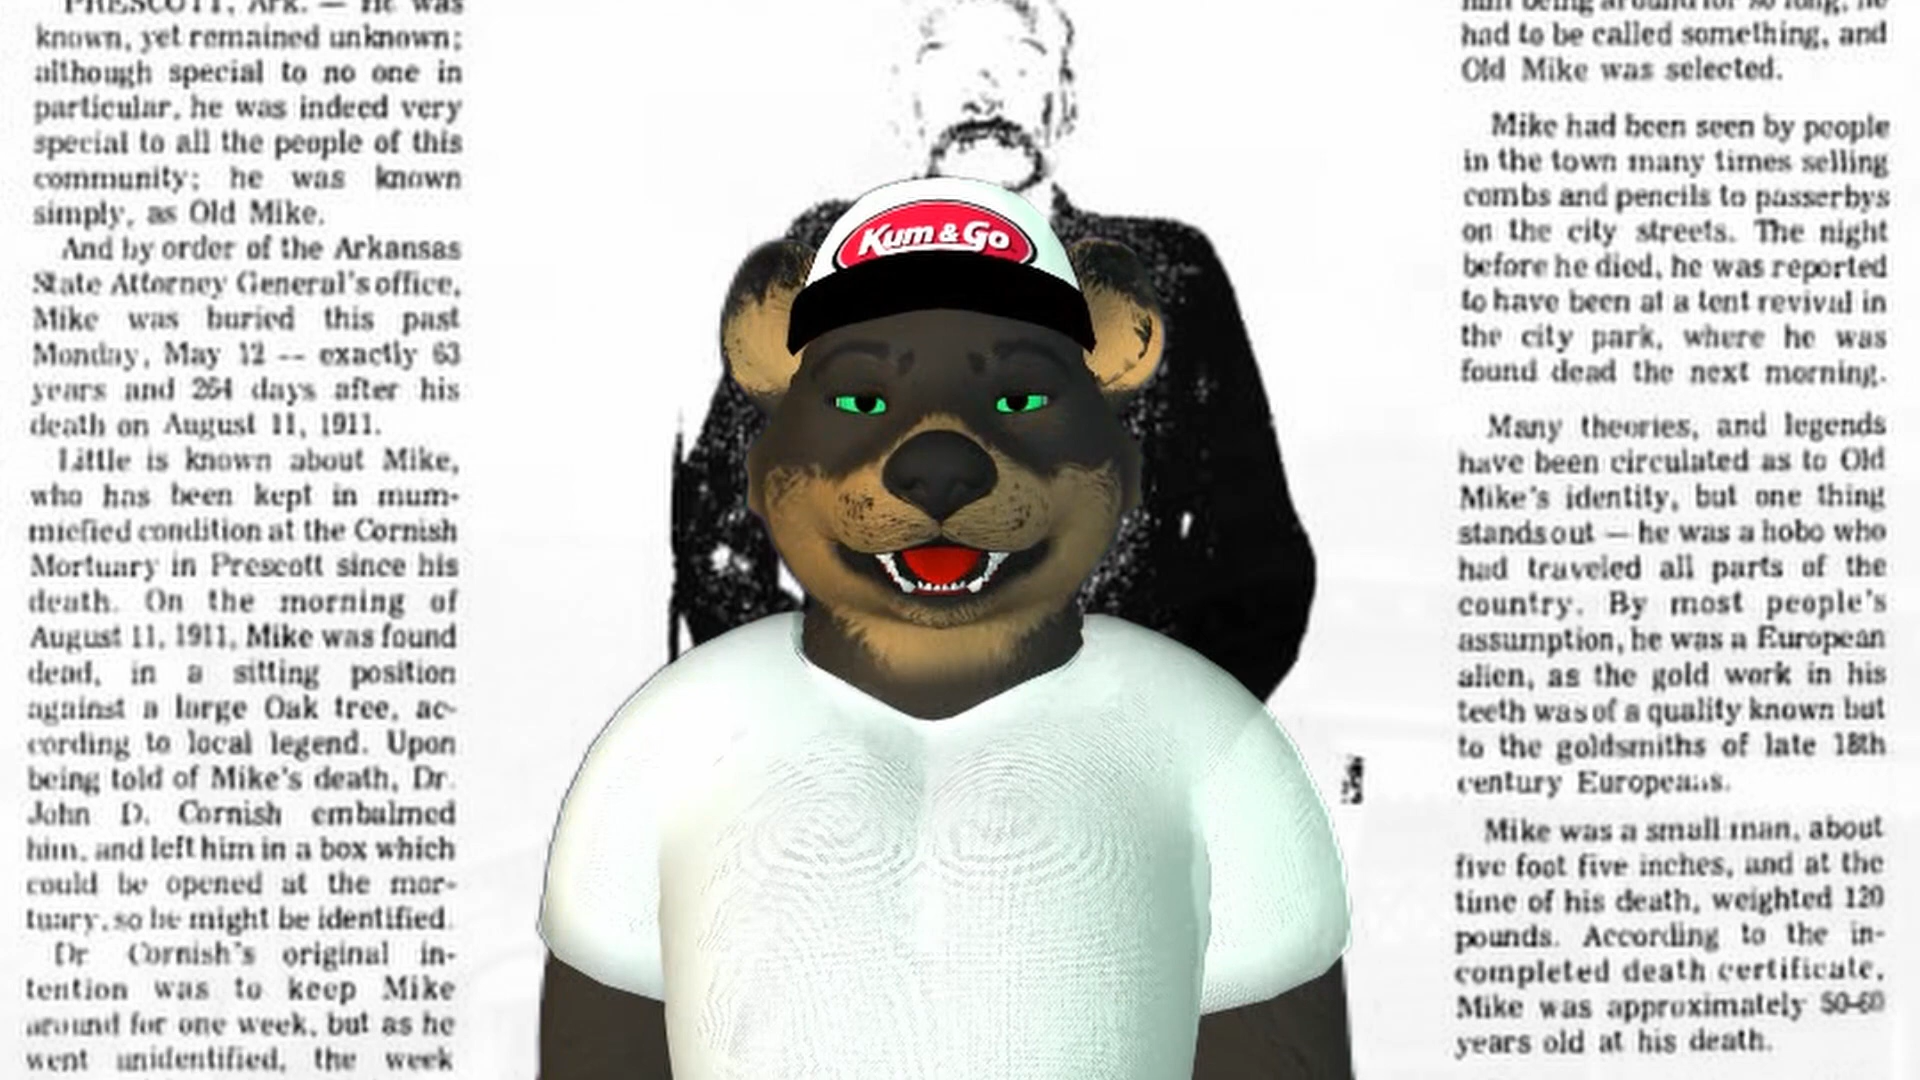 PRESCOTT, Ark. — He was
known, yet remained unknown;
although special to no one in
particular, he was indeed very
special to all the people of this
community; he was known
simply, as Old Mike.
And by order of the Arkansas
State Attorney General's office,
Mike was buried this past
Monday, May 12 -- exactly 63
years and 264 days after his
death on August 11, 1911.
Little is known about Mike,
who has been kept in mum-
miefied condition at the Cornish
Mortuary in Prescott since his
death. On the morning of
August 11, 1911, Mike was found
dead, in a sitting position
against a large Oak tree, ac-
cording to local legend. Upon
being told of Mike's death, Dr.
John D. Cornish embalmed
him, and left him in a box which
could be opened at the mor-
tuary, so he might be identified.
Dr Cornish's original in-
tention was to keep Mike
around for one week, but as he
went unidentified, the week
Kum & Go
him being around for so long, he
had to be called something, and
Old Mike was selected.
Mike had been seen by people
in the town many times selling
combs and pencils to passerbys
on the city streets. The night
before he died, he was reported
to have been at a tent revival in
the city park, where he was
found dead the next morning.
Many theories, and legends
have been circulated as to Old
Mike's identity, but one thing
stands out — he was a hobo who
had traveled all parts of the
country. By most people's
assumption, he was a European
alien, as the gold work in his
teeth was of a quality known but
to the goldsmiths of late 18th
century Europeans.
Mike was a small man, about
five foot five inches, and at the
time of his death, weighted 120
pounds. According to the in-
completed death certificate,
Mike was approximately 50-60
years old at his death.